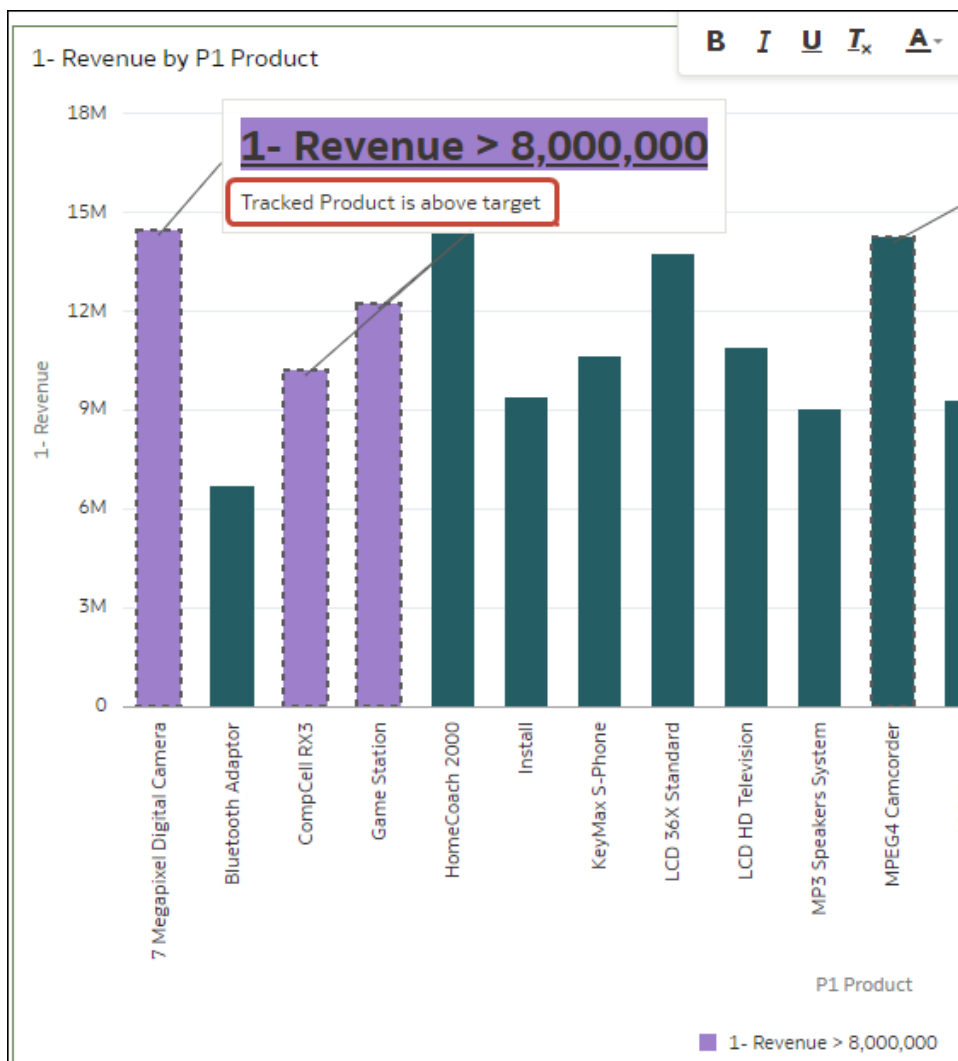 1- Revenue by P1 Product
B I U Tx A
1- Revenue > 8,000,000
Tracked Product is above target
18M
15M
12M
9M
6M
3M
0
1- Revenue
7 Megapixel Digital Camera
Bluetooth Adaptor
CompCell RX3
Game Station
HomeCoach 2000
Install
KeyMax S-Phone
LCD 36X Standard
LCD HD Television
MP3 Speakers System
MPEG4 Camcorder
P1 Product
1- Revenue > 8,000,000